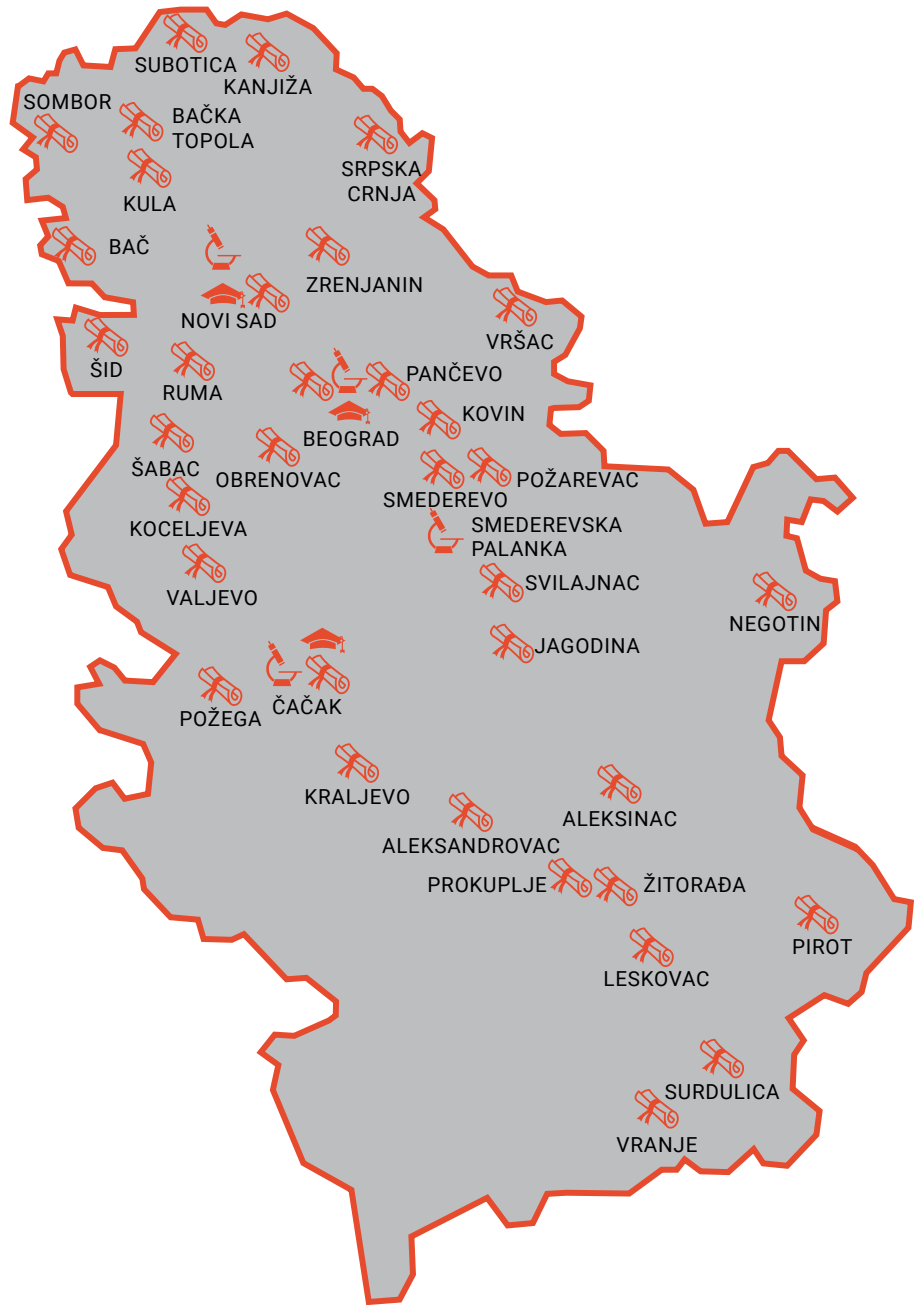 SUBOTICA
KANJIŽA
SOMBOR
BAČKA
TOPOLA
SRPSKA
CRNJA
KULA
BAČ
ZRENJANIN
NOVI SAD
VRŠAC
ŠID
RUMA
PANČEVO
KOVIN
BEOGRAD
ŠABAC
OBRENOVAC
POŽAREVAC
SMEDEREVO
KOCELJEVA
SMEDEREVSKA
PALANKA
SVILAJNAC
VALJEVO
NEGOTIN
JAGODINA
ČAČAK
POŽEGA
KRALJEVO
ALEKSINAC
ALEKSANDROVAC
PROKUPLJE
ŽITORAĐA
PIROT
LESKOVAC
SURDULICA
VRANJE